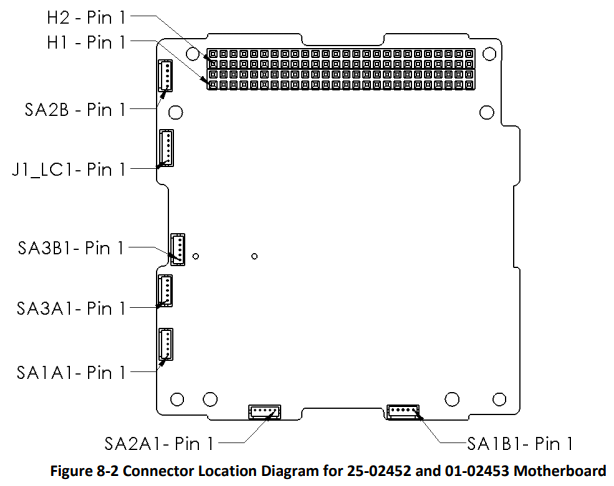 H2 - Pin 1
H1 - Pin 1
SA2B - Pin 1
J1_LC1- Pin 1
SA3B1- Pin 1
SA3A1- Pin 1
SA1A1- Pin 1
SA2A1- Pin 1
SA1B1- Pin 1
Figure 8-2 Connector Location Diagram for 25-02452 and 01-02453 Motherboard